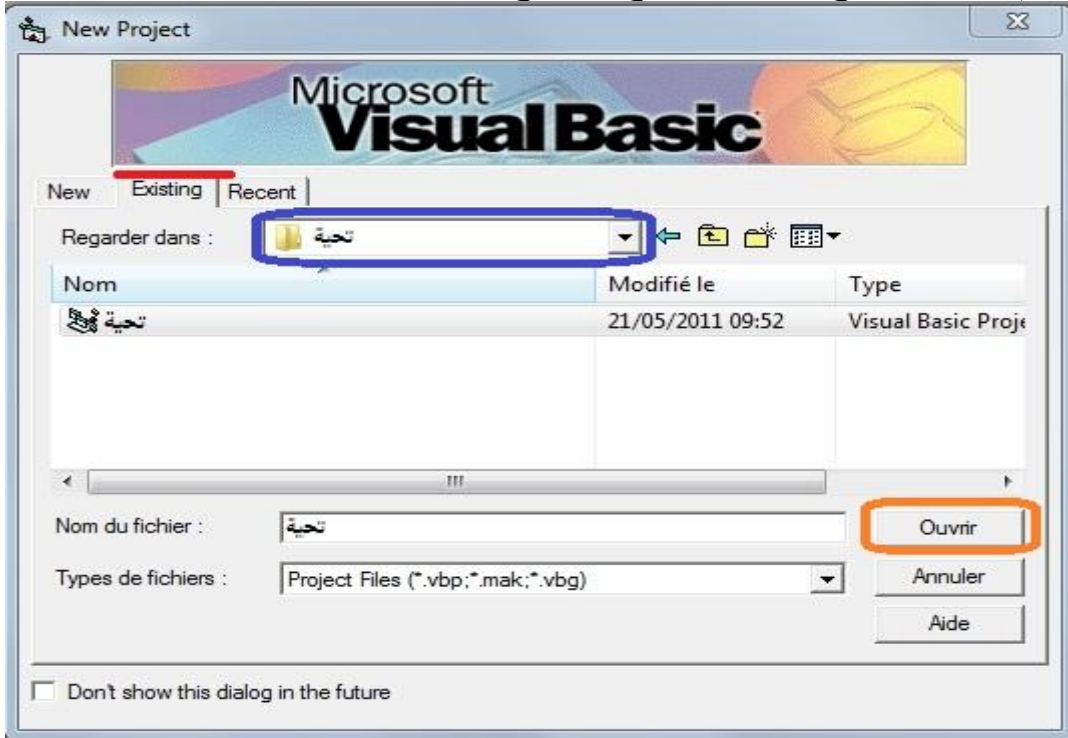 New Project
Microsoft
Visual Basic
New Existing Recent
Regarder dans : تحية
Nom Modifié le Type
تحية 21/05/2011 09:52 Visual Basic Proje
Nom du fichier : تحية Ouvrir
Types de fichiers : Project Files (*.vbp;*.mak;*.vbg) Annuler
Aide
Don't show this dialog in the future